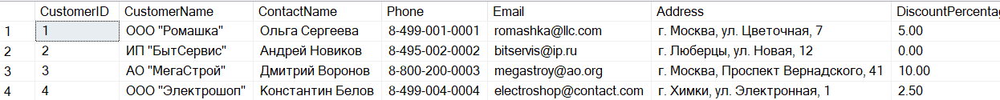 CustomerID CustomerName ContactName Phone Email Address DiscountPercentag
1 1 ООО "Ромашка" Ольга Сергеева 8-499-001-0001 romashka@llc.com г. Москва, ул. Цветочная, 7 5.00
2 2 ИП "БытСервис" Андрей Новиков 8-495-002-0002 bitservis@ip.ru г. Люберцы, ул. Новая, 12 0.00
3 3 АО "МегаСтрой" Дмитрий Воронов 8-800-200-0003 megastroy@ao.org г. Москва, Проспект Вернадского, 41 10.00
4 4 ООО "Электрошоп" Константин Белов 8-499-004-0004 electroshop@contact.com г. Химки, ул. Электронная, 1 2.50